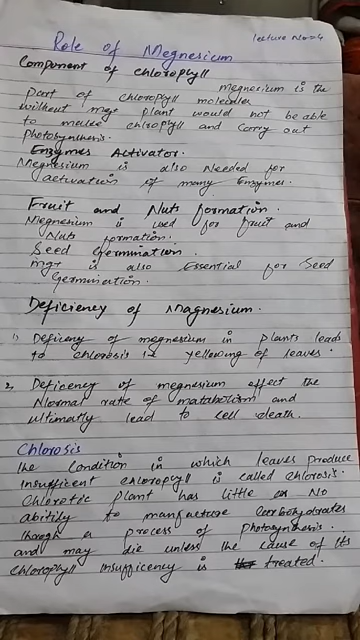 lecture No=4
Role of Megnesium
Component of chlorophyll
megnesium is the
part of chlorophyll molecules
without mg+ plant would not be able
to make chlrophyll and carry out
photosynthesis.
Enzymes Activator.
Megnesium is also Needed for
activation of many Enzymes.
Fruit and Nuts formation.
Megnesium is used for fruit and
Nuts formation.
Seed Germination.
mg+ is also Essential for Seed
Germination.
Deficiency of Magnesium.
1) Deficeny of megnesium in plants leads
to chlorosis i.e yellowing of leaves.
2. Deficency of megnesium effect the
Normal rate of matabolism and
ultimatly lead to cell death.
Chlorosis
The Condition in which leaves produce
insufficent chloropyll is called chlorosis.
Chlorotic plant has little or No
abitily to manufacture Corbohydrates
though a process of photosynthesis.
and may die unless the cause of its
chlorophyll Insufficency is treated.